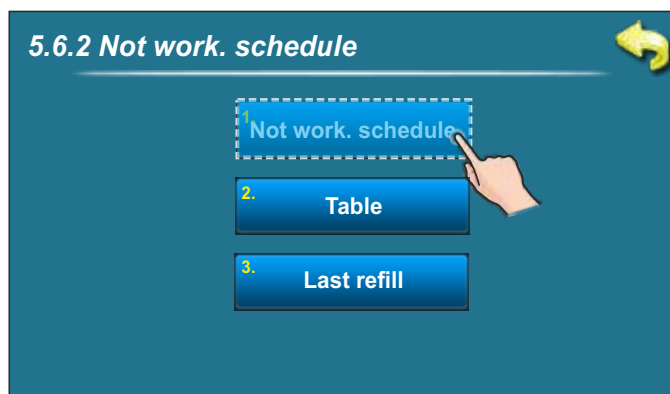 5.6.2 Not work. schedule
1.
Not work. schedule
2.
Table
3.
Last refill